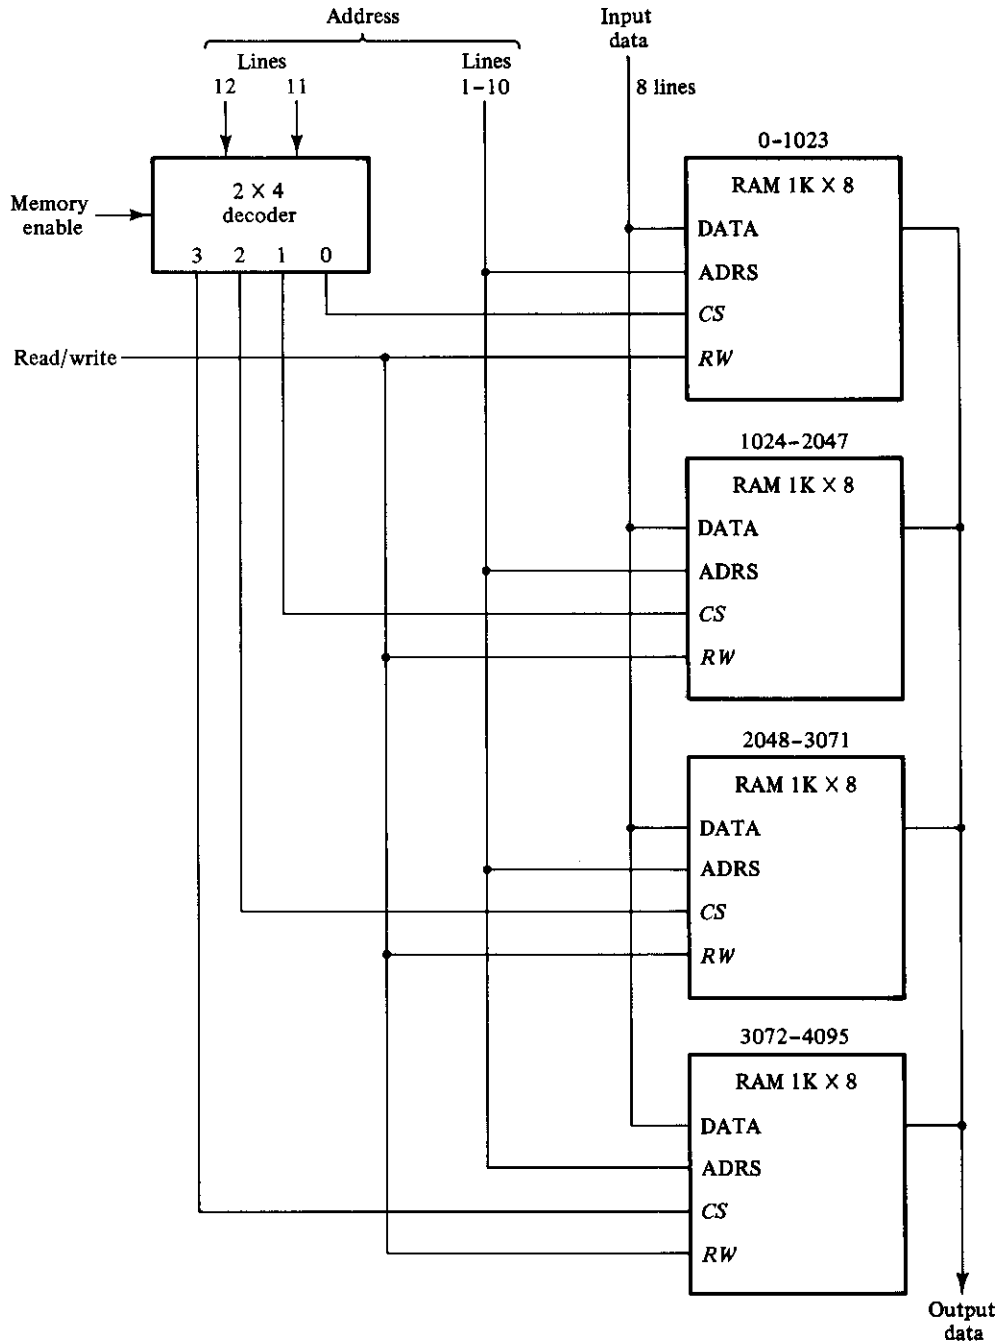 Address
Input
data
Lines
12
11
Lines
1–10
8 lines
Memory
enable
2 × 4
decoder
3 2 1 0
Read/write
0–1023
RAM 1K × 8
DATA
ADRS
CS
RW
1024–2047
RAM 1K × 8
DATA
ADRS
CS
RW
2048–3071
RAM 1K × 8
DATA
ADRS
CS
RW
3072–4095
RAM 1K × 8
DATA
ADRS
CS
RW
Output
data